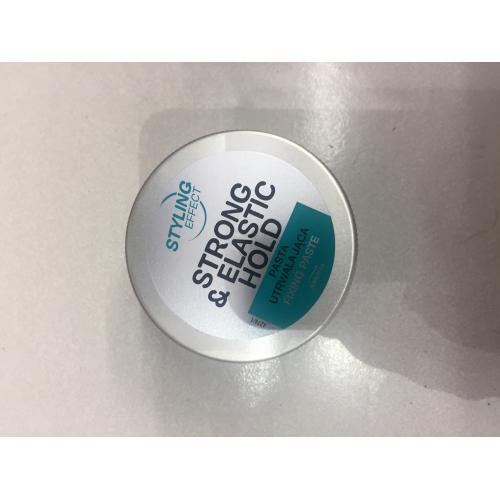 STYLING
EFFECT
STRONG
& ELASTIC
HOLD
PASTA
UTRWALAJĄCA
FIXING PASTE